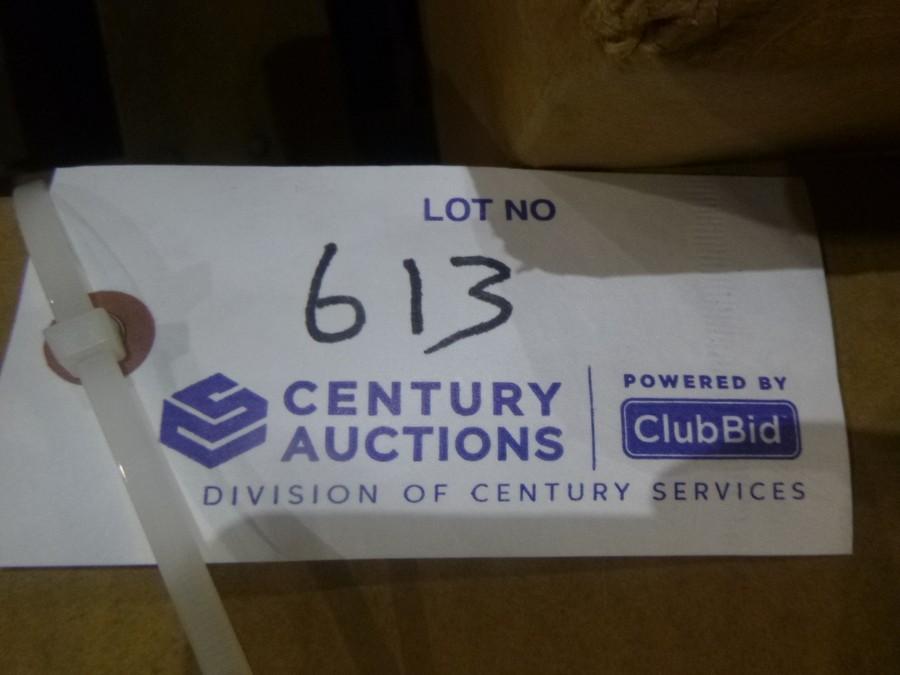 LOT NO
613
CENTURY AUCTIONS
POWERED BY
ClubBid
DIVISION OF CENTURY SERVICES